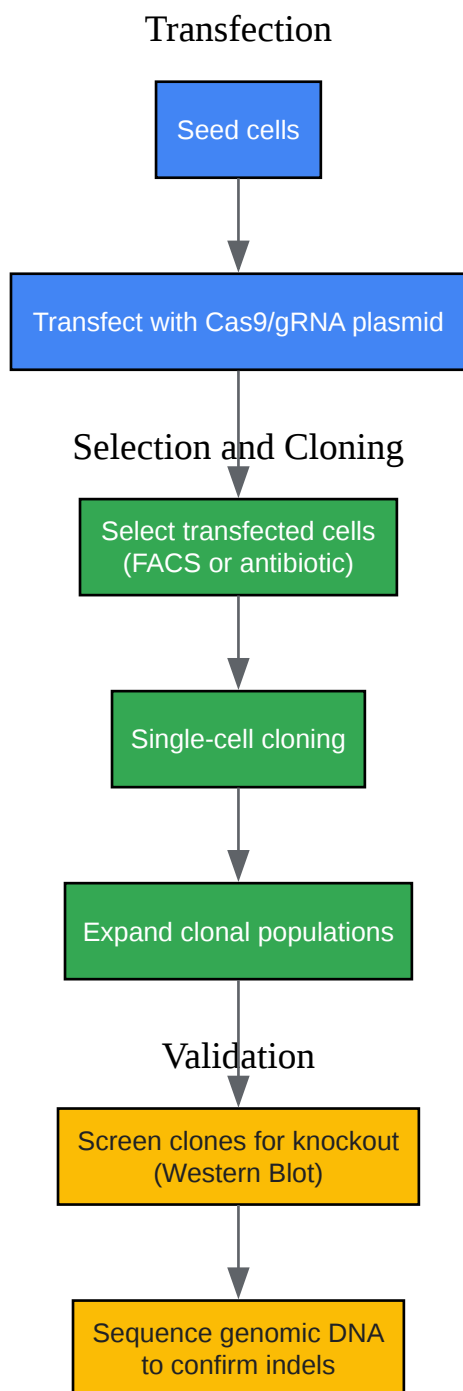 Transfection
Seed cells
Transfect with Cas9/gRNA plasmid
Selection and Cloning
Select transfected cells
(FACS or antibiotic)
Single-cell cloning
Expand clonal populations
Validation
Screen clones for knockout
(Western Blot)
Sequence genomic DNA
to confirm indels